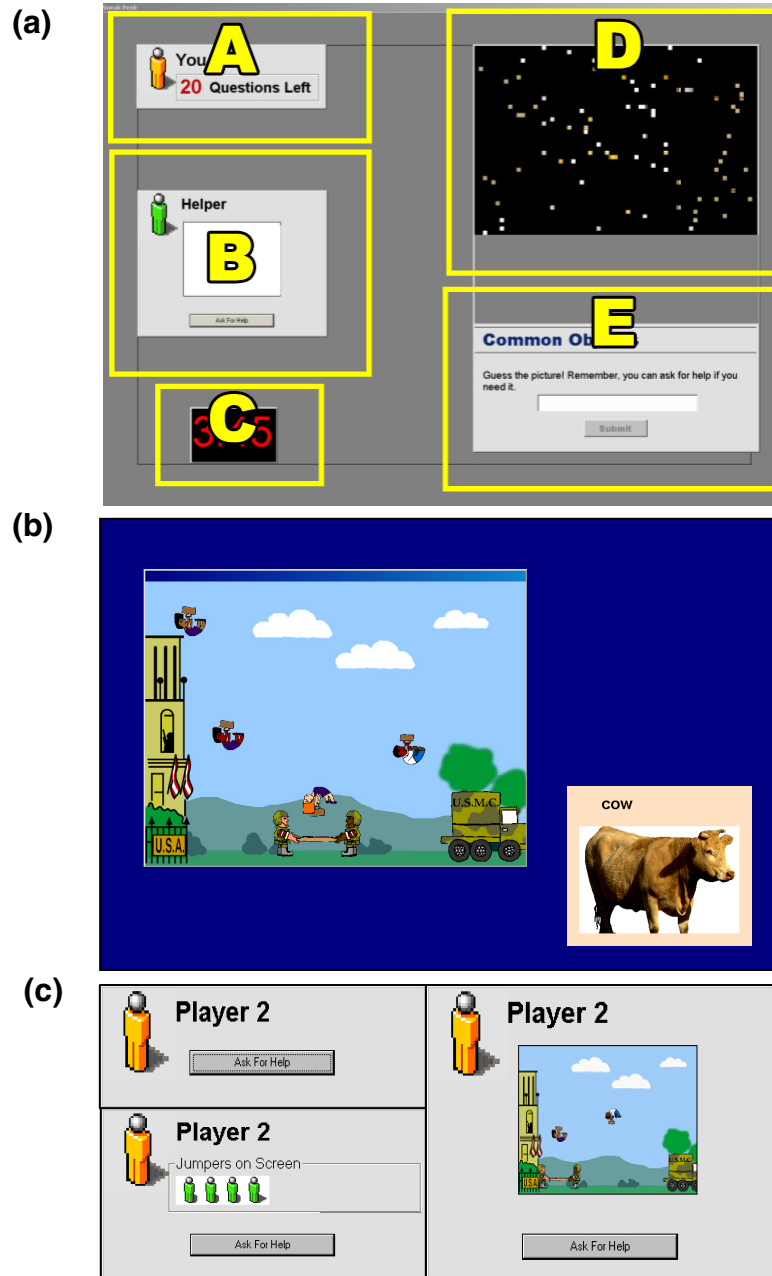 (a)
Sneak Peek
A
You
20 Questions Left
Helper
B
Ask For Help
C
D
E
Common
Guess the picture! Remember, you can ask for help if you
need it.
Submit
(b)
U.S.M.C.
U.S.A.
COW
(c)
Player 2
Ask For Help
Player 2
Jumpers on Screen
Ask For Help
Player 2
U.S.M.C.
U.S.A.
Ask For Help